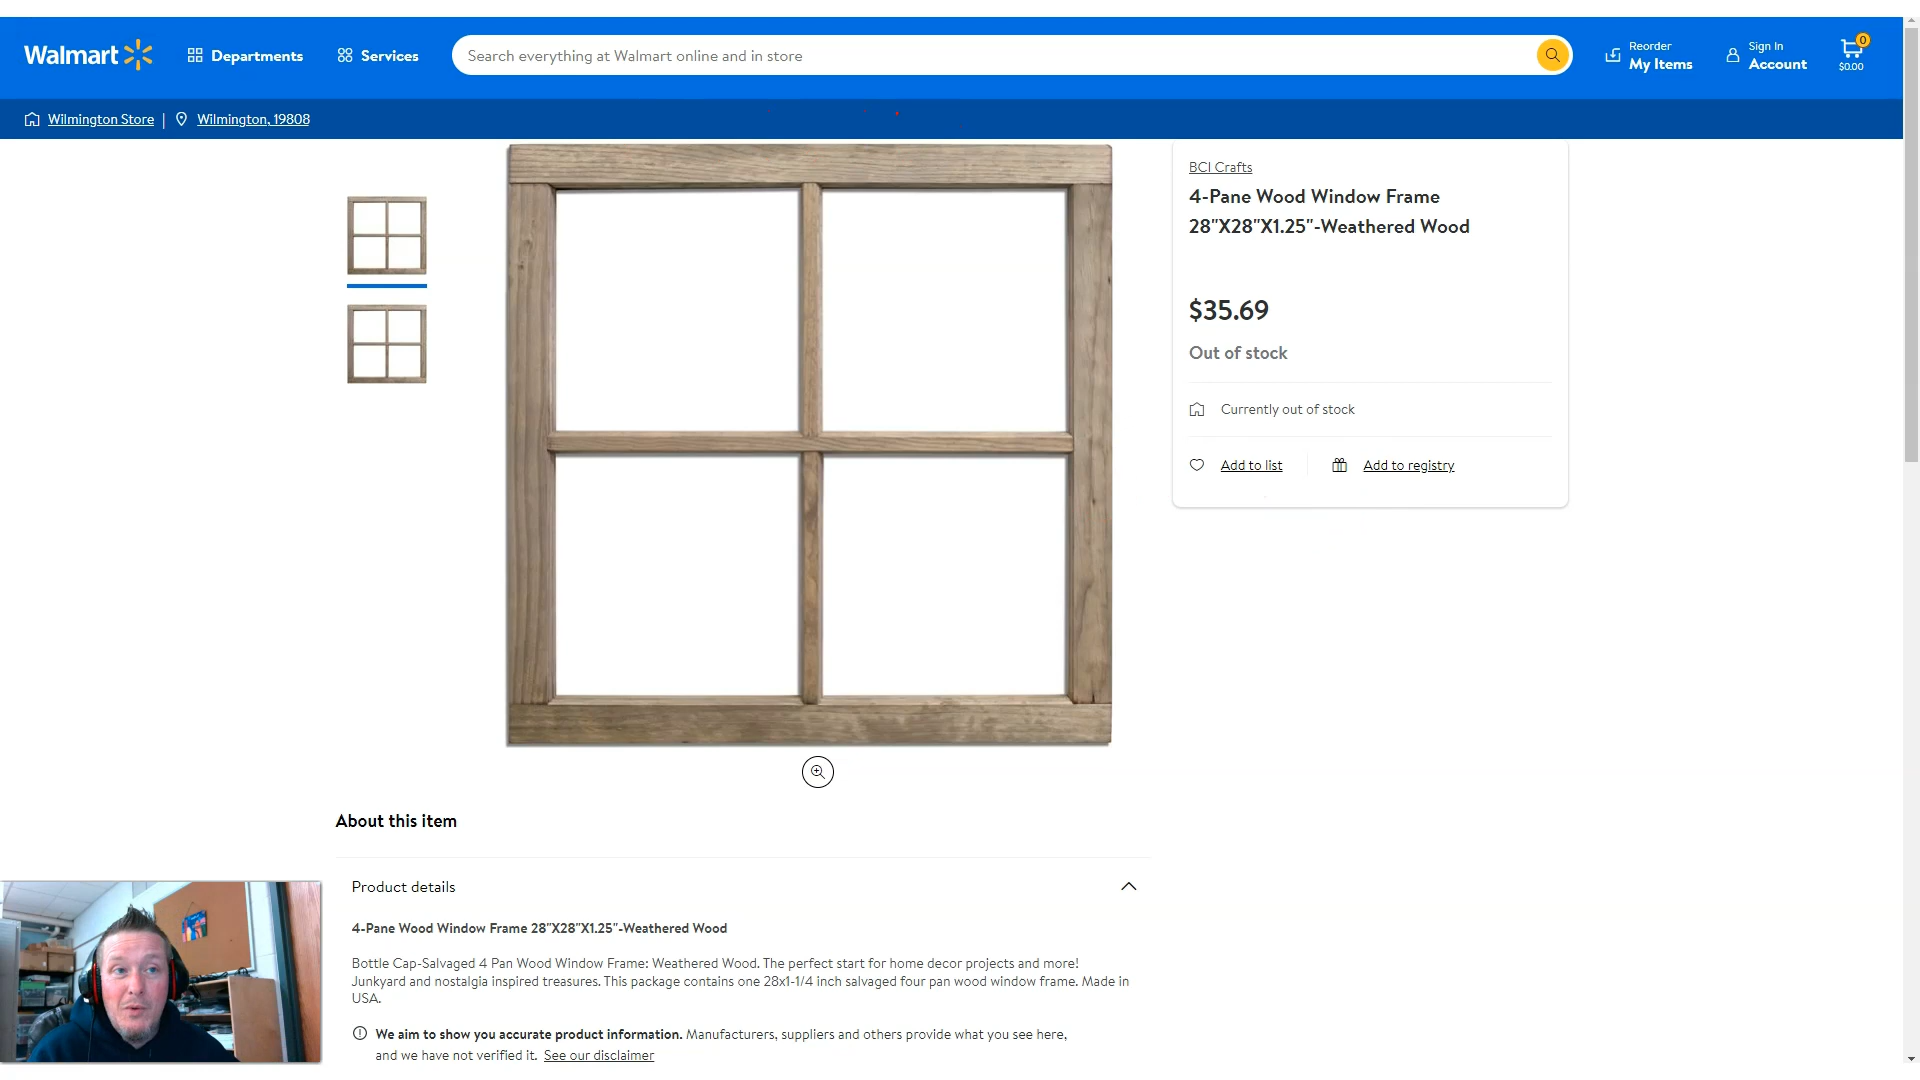 Walmart
Departments
Services
Search everything at Walmart online and in store
Reorder
My Items
Sign In
Account
0
$0.00
Wilmington Store | Wilmington, 19808
BCI Crafts
4-Pane Wood Window Frame
28"X28"X1.25"-Weathered Wood
$35.69
Out of stock
Currently out of stock
Add to list
Add to registry
About this item
Product details
4-Pane Wood Window Frame 28"X28"X1.25"-Weathered Wood
Bottle Cap-Salvaged 4 Pan Wood Window Frame: Weathered Wood. The perfect start for home decor projects and more!
Junkyard and nostalgia inspired treasures. This package contains one 28x1-1/4 inch salvaged four pan wood window frame. Made in
USA.
We aim to show you accurate product information. Manufacturers, suppliers and others provide what you see here,
and we have not verified it. See our disclaimer